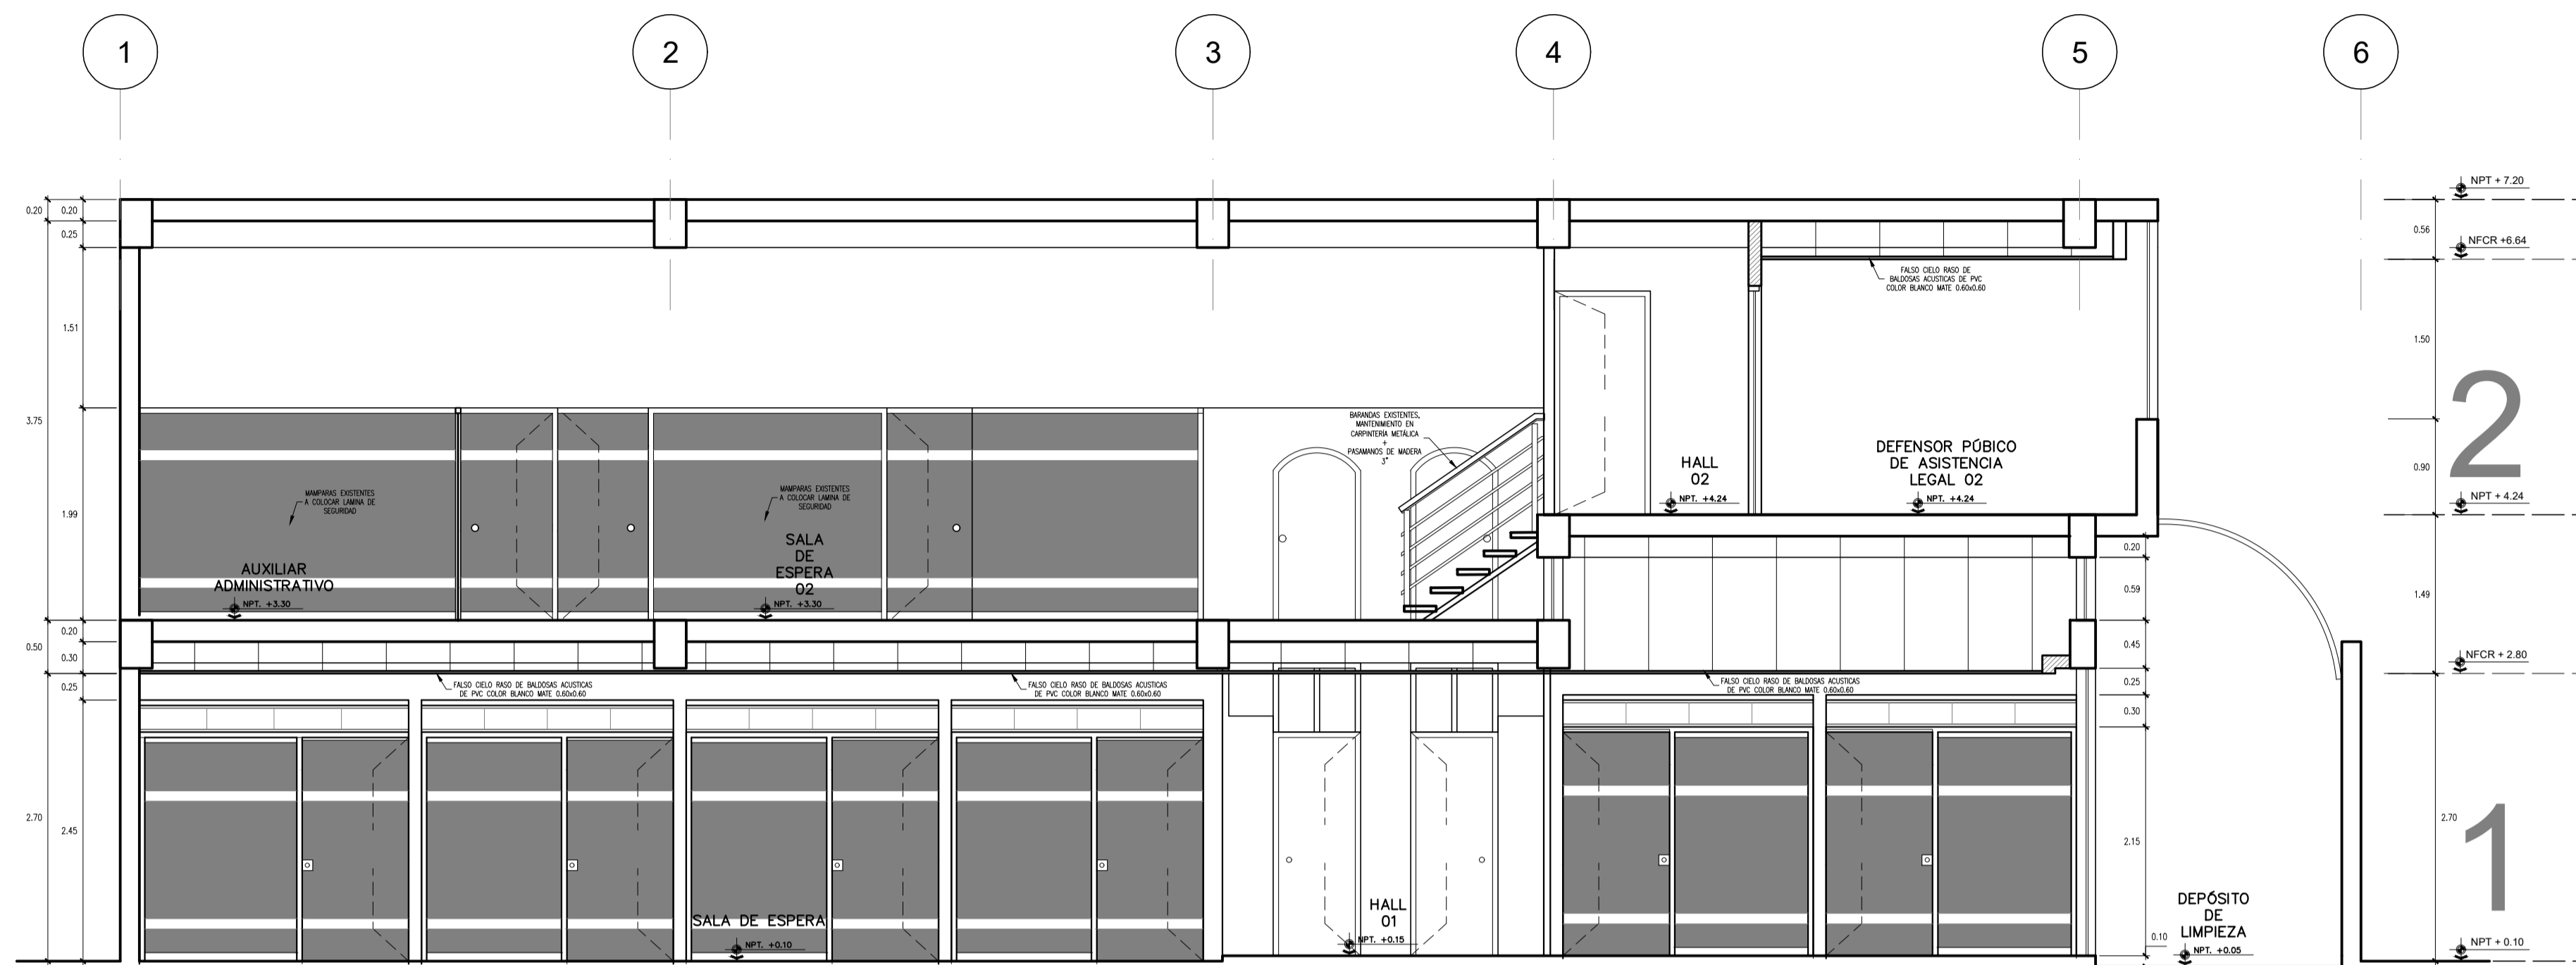 1
2
3
4
5
6
NPT + 7.20
0.20
0.20
0.25
0.56
NFCR +6.64
FALSO CIELO RASO DE
BALDOSAS ACUSTICAS DE PVC
COLOR BLANCO MATE 0.60x0.60
1.51
1.50
3.75
BARANDAS EXISTENTES,
MANTENIMIENTO EN
CARPINTERÍA METÁLICA
+
PASAMANOS DE MADERA
3"
2
DEFENSOR PÚBICO
DE ASISTENCIA
LEGAL 02
NPT. +4.24
HALL
02
NPT. +4.24
0.90
NPT + 4.24
MAMPARAS EXISTENTES
A COLOCAR LAMINA DE
SEGURIDAD
MAMPARAS EXISTENTES
A COLOCAR LAMINA DE
SEGURIDAD
1.99
SALA
DE
ESPERA
02
NPT. +3.30
AUXILIAR
ADMINISTRATIVO
NPT. +3.30
0.20
0.59
1.49
0.20
0.50
0.30
0.45
NFCR + 2.80
0.25
FALSO CIELO RASO DE BALDOSAS ACUSTICAS
DE PVC COLOR BLANCO MATE 0.60x0.60
FALSO CIELO RASO DE BALDOSAS ACUSTICAS
DE PVC COLOR BLANCO MATE 0.60x0.60
FALSO CIELO RASO DE BALDOSAS ACUSTICAS
DE PVC COLOR BLANCO MATE 0.60x0.60
0.25
0.30
2.70
2.45
2.15
2.70
1
SALA DE ESPERA
NPT. +0.10
HALL
01
NPT. +0.15
0.10
DEPÓSITO
DE
LIMPIEZA
NPT. +0.05
NPT + 0.10